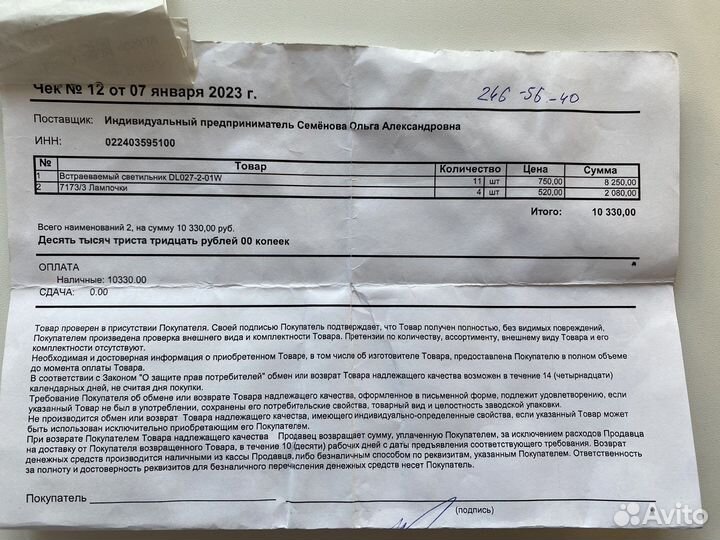 Чек № 12 от 07 января 2023 г.
246-56-40
Поставщик: Индивидуальный предприниматель Семёнова Ольга Александровна
ИНН: 022403595100
№ Товар Количество Цена Сумма
1 Встраеваемый светильник DL027-2-01W 11 шт 750,00 8 250,00
2 7173/3 Лампочки 4 шт 520,00 2 080,00
Итого: 10 330,00
Всего наименований 2, на сумму 10 330,00 руб.
Десять тысяч триста тридцать рублей 00 копеек
ОПЛАТА
Наличные: 10330.00
СДАЧА: 0.00
Товар проверен в присутствии Покупателя. Своей подписью Покупатель подтверждает, что Товар получен полностью, без видимых повреждений,
Покупателем произведена проверка внешнего вида и комплектности Товара. Претензии по количеству, ассортименту, внешнему виду Товара и его
комплектности отсутствуют.
Необходимая и достоверная информация о приобретенном Товаре, в том числе об изготовителе Товара, предоставлена Покупателю в полном объеме
до момента оплаты Товара.
В соответствии с Законом "О защите прав потребителей" обмен или возврат Товара надлежащего качества возможен в течение 14 (четырнадцати)
календарных дней, не считая дня покупки.
Требование Покупателя об обмене или возврате Товара надлежащего качества, оформленное в письменной форме, подлежит удовлетворению, если
указанный Товар не был в употреблении, сохранены его потребительские свойства, товарный вид и целостность заводской упаковки.
Не производится обмен или возврат Товара надлежащего качества, имеющего индивидуально-определенные свойства, если указанный Товар может
быть использован исключительно приобретающим его Покупателем.
При возврате Покупателем Товара надлежащего качества Продавец возвращает сумму, уплаченную Покупателем, за исключением расходов Продавца
на доставку от Покупателя возвращенного Товара, в течение 10 (десяти) рабочих дней с даты предъявления соответствующего требования. Возврат
денежных средств производится наличными из кассы Продавца, либо безналичным способом по реквизитам, указанным Покупателем. Ответственность
за полноту и достоверность реквизитов для безналичного перечисления денежных средств несет Покупатель.
Покупатель
(подпись)
Avito